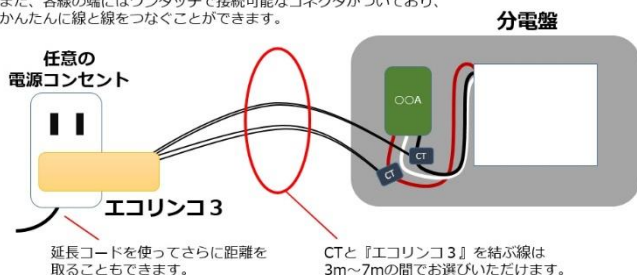 また、各線の端にはワンタッチで接続可能なコネクタがついており、
かんたんに線と線をつなぐことができます。
分電盤
任意の
電源コンセント
〇〇A
CT
CT
エコリンコ３
延長コードを使ってさらに距離を
取ることもできます。
CTと『エコリンコ３』を結ぶ線は
3m～7mの間でお選びいただけます。